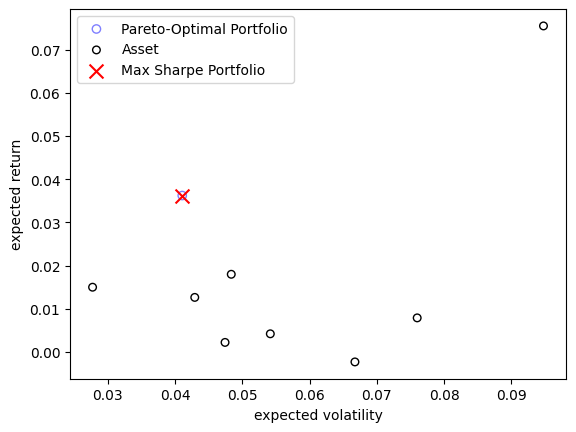 Pareto-Optimal Portfolio
Asset
Max Sharpe Portfolio
0.07
0.06
0.05
0.04
0.03
0.02
0.01
0.00
expected return
0.03 0.04 0.05 0.06 0.07 0.08 0.09
expected volatility